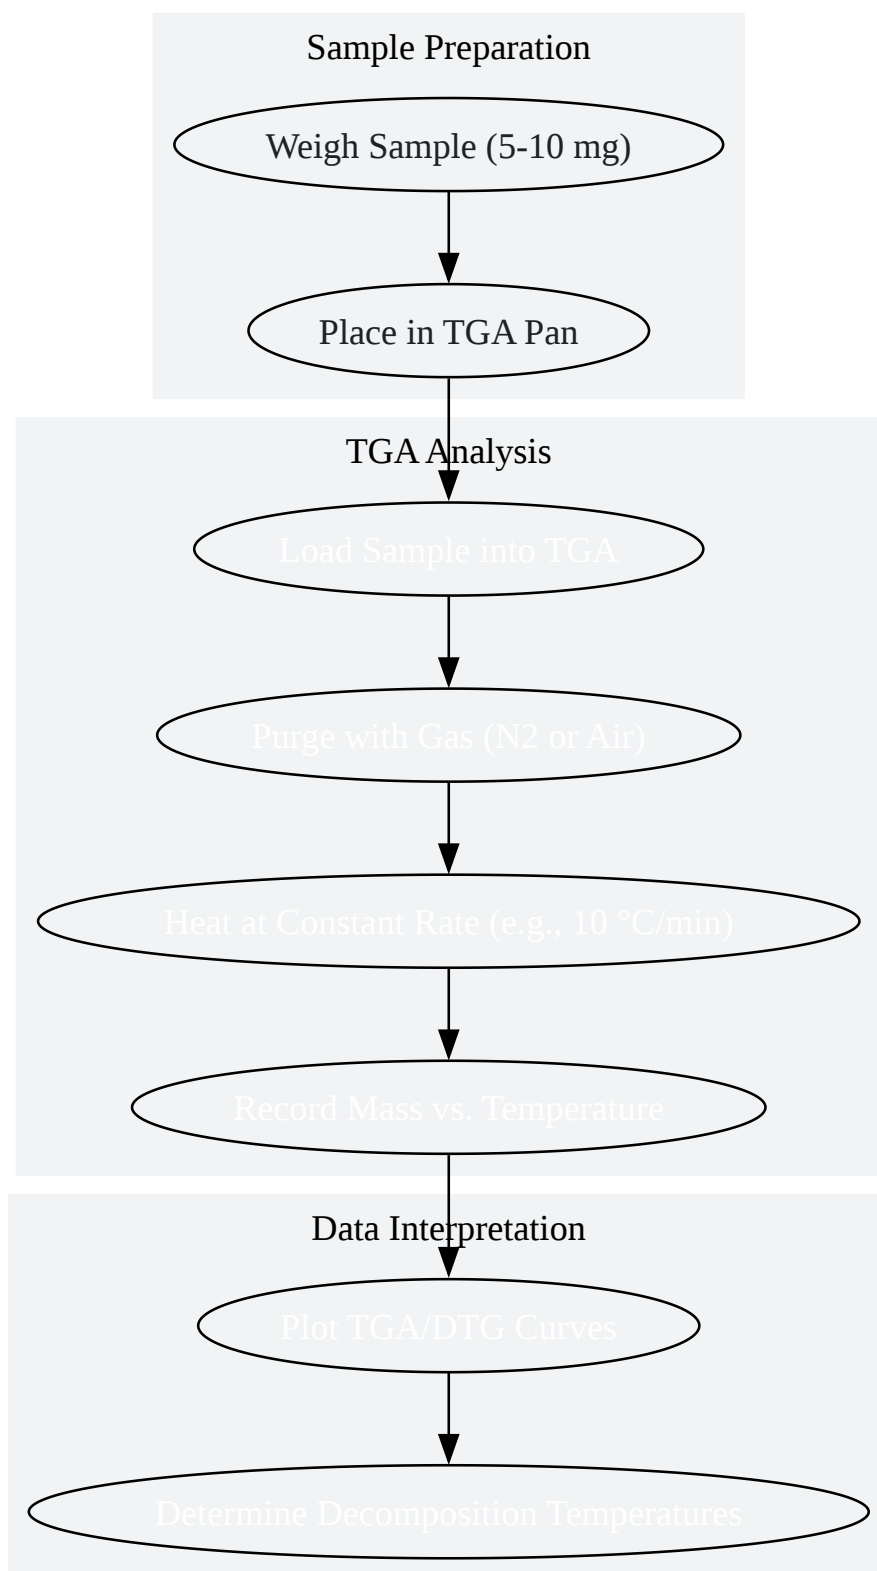 Sample Preparation
Weigh Sample (5-10 mg)
Place in TGA Pan
TGA Analysis
Load Sample into TGA
Purge with Gas (N2 or Air)
Heat at Constant Rate (e.g., 10 °C/min)
Record Mass vs. Temperature
Data Interpretation
Plot TGA/DTG Curves
Determine Decomposition Temperatures